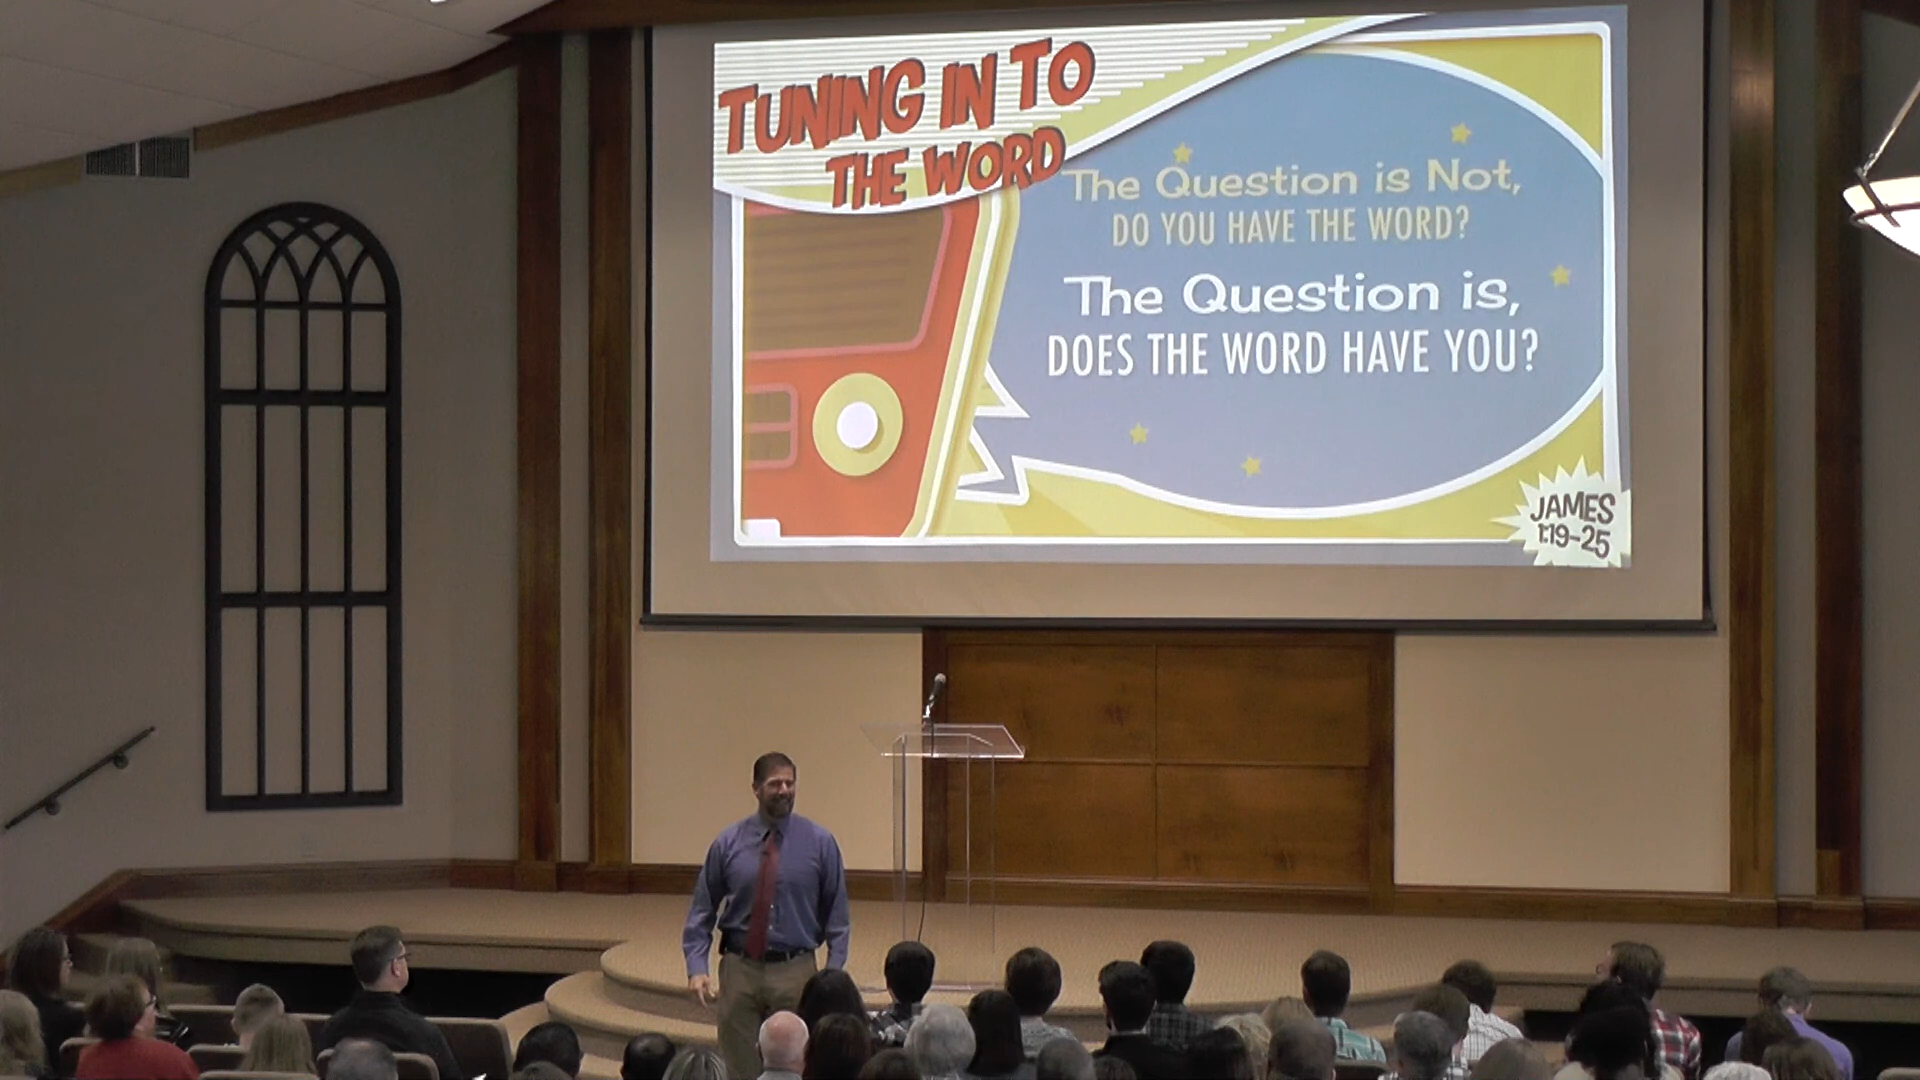 TUNING IN TO
THE WORD
The Question is Not,
DO YOU HAVE THE WORD?
The Question is,
DOES THE WORD HAVE YOU?
JAMES
1:19-25